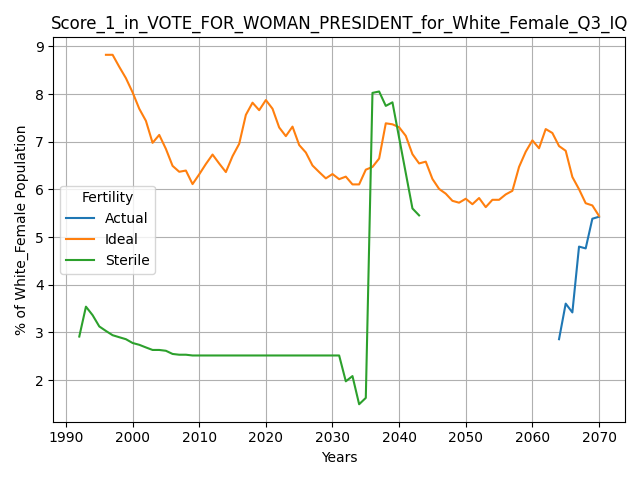 Score_1_in_VOTE_FOR_WOMAN_PRESIDENT_for_White_Female_Q3_IQ
% of White_Female Population
9
8
7
6
5
4
3
2
Fertility
Actual
Ideal
Sterile
1990 2000 2010 2020 2030 2040 2050 2060 2070
Years